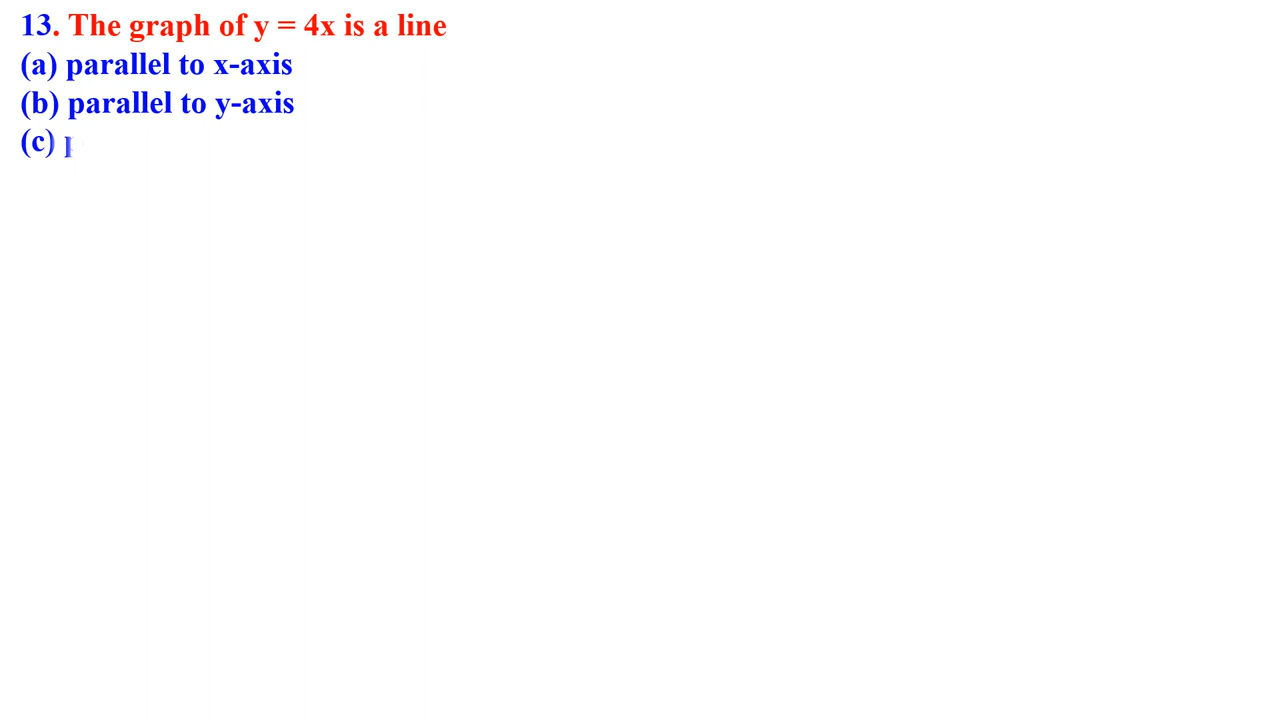 13. The graph of y = 4x is a line
(a) parallel to x-axis
(b) parallel to y-axis
(c)